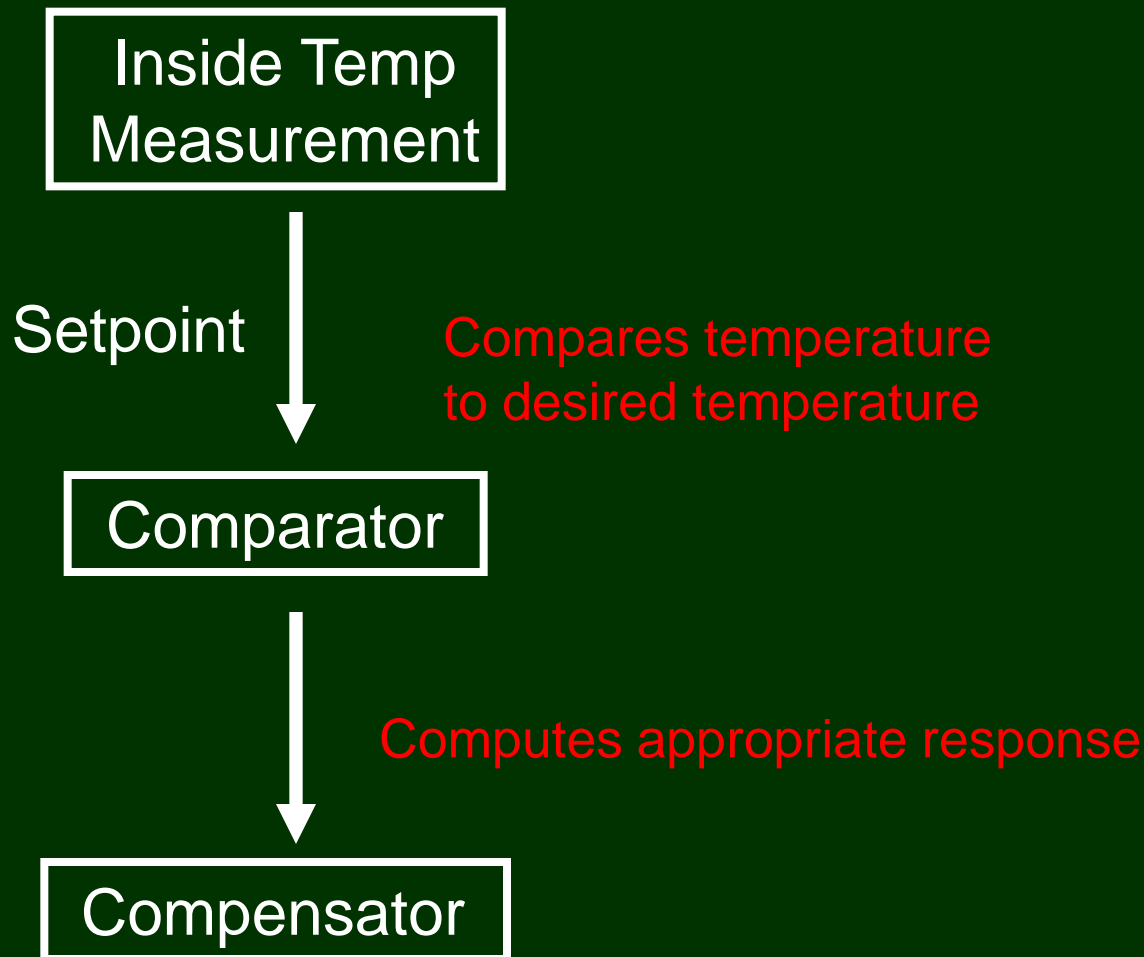 Inside Temp
Measurement
Setpoint
Compares temperature
to desired temperature
Comparator
Computes appropriate response
Compensator